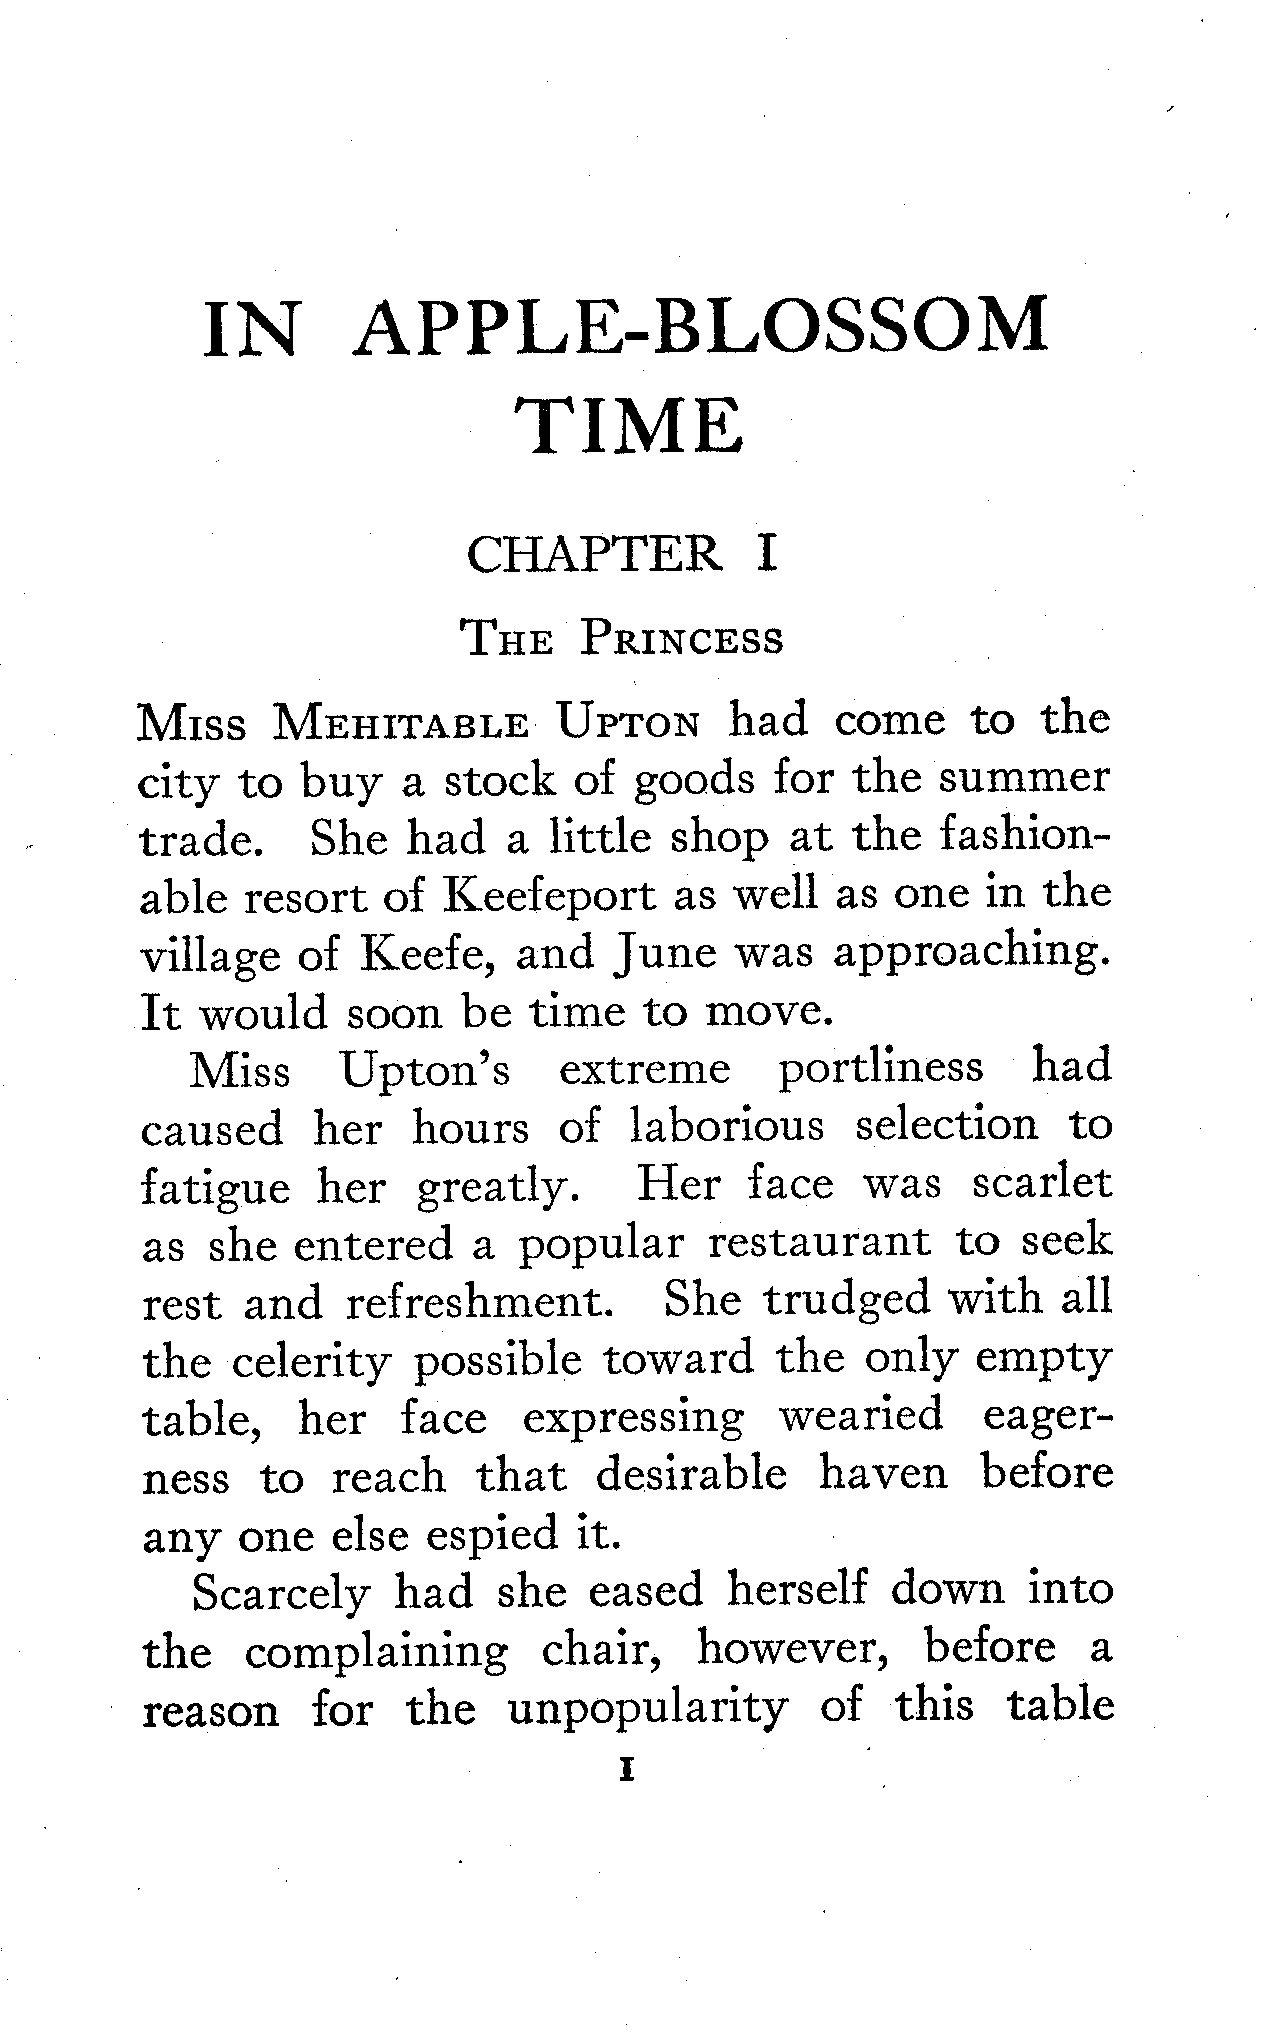 IN APPLE-BLOSSOM
TIME
CHAPTER I
THE PRINCESS
MISS MEHITABLE UPTON had come to the
city to buy a stock of goods for the summer
trade. She had a little shop at the fashion-
able resort of Keefeport as well as one in the
village of Keefe, and June was approaching.
It would soon be time to move.
Miss Upton's extreme portliness had
caused her hours of laborious selection to
fatigue her greatly. Her face was scarlet
as she entered a popular restaurant to seek
rest and refreshment. She trudged with all
the celerity possible toward the only empty
table, her face expressing wearied eager-
ness to reach that desirable haven before
any one else espied it.
Scarcely had she eased herself down into
the complaining chair, however, before a
reason for the unpopularity of this table
I